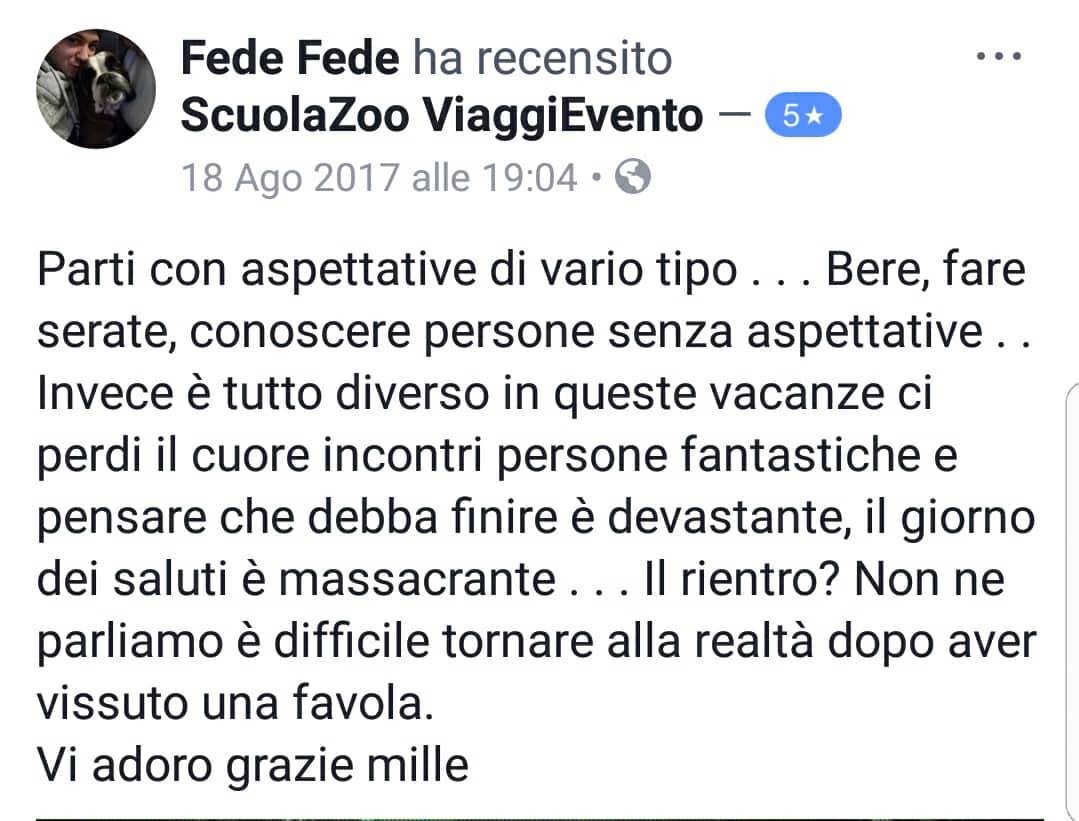 Fede Fede ha recensito
ScuolaZoo ViaggiEvento — 5★
18 Ago 2017 alle 19:04 •
Parti con aspettative di vario tipo . . . Bere, fare
serate, conoscere persone senza aspettative . .
Invece è tutto diverso in queste vacanze ci
perdi il cuore incontri persone fantastiche e
pensare che debba finire è devastante, il giorno
dei saluti è massacrante . . . Il rientro? Non ne
parliamo è difficile tornare alla realtà dopo aver
vissuto una favola.
Vi adoro grazie mille